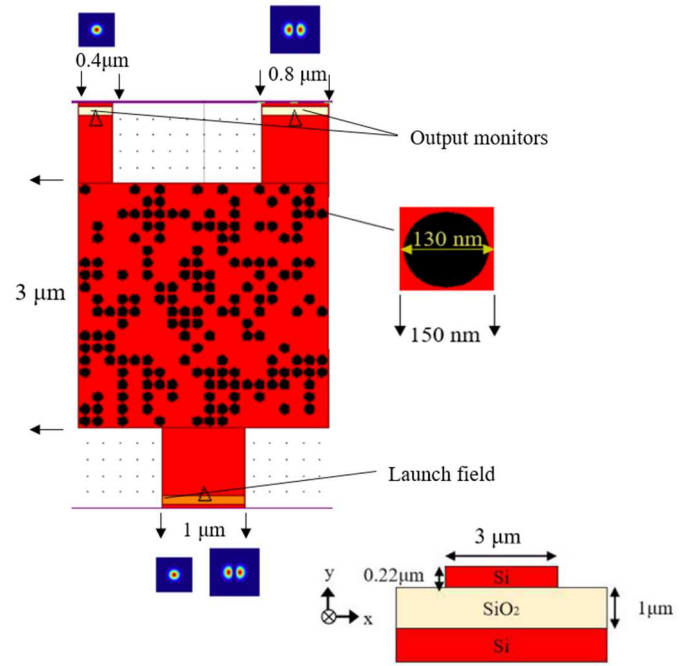 0.4μm
0.8 μm
Output monitors
130 nm
3 μm
150 nm
Launch field
1 μm
3 μm
y
0.22μm
Si
SiO₂
1μm
x
Si